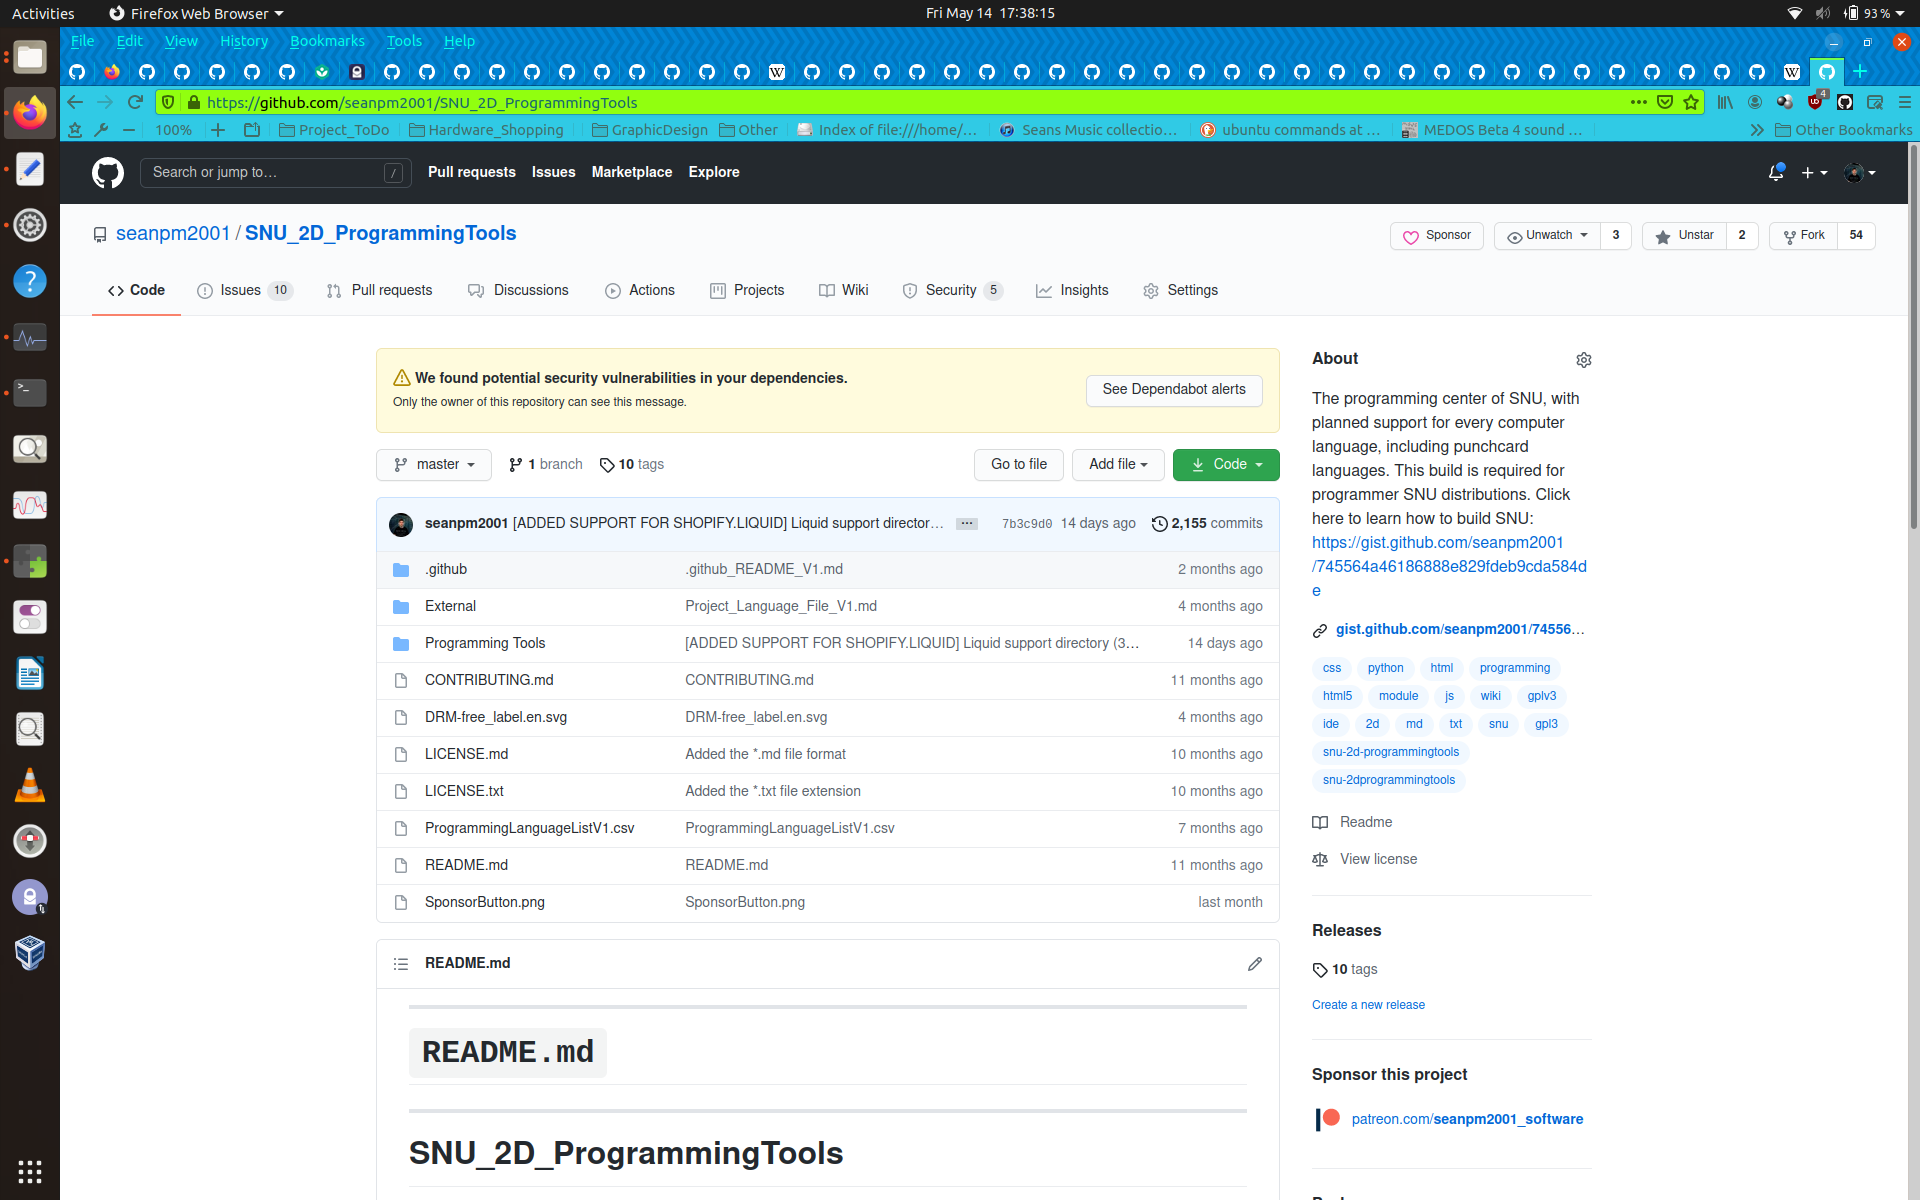 Activities
Firefox Web Browser
Fri May 14 17:38:15
93 %
File Edit View History Bookmarks Tools Help
W
W
https://github.com/seanpm2001/SNU_2D_ProgrammingTools
4
100%
Project_ToDo
Hardware_Shopping
GraphicDesign
Other
Index of file:///home/…
Seans Music collectio…
ubuntu commands at …
MEDOS Beta 4 sound …
Other Bookmarks
Search or jump to…
/
Pull requests
Issues
Marketplace
Explore
seanpm2001 / SNU_2D_ProgrammingTools
Sponsor
Unwatch 3
Unstar 2
Fork 54
Code
Issues 10
Pull requests
Discussions
Actions
Projects
Wiki
Security 5
Insights
Settings
We found potential security vulnerabilities in your dependencies.
Only the owner of this repository can see this message.
See Dependabot alerts
master
1 branch
10 tags
Go to file
Add file
Code
seanpm2001 [ADDED SUPPORT FOR SHOPIFY.LIQUID] Liquid support director… ... 7b3c9d0 14 days ago 2,155 commits
.github .github_README_V1.md 2 months ago
External Project_Language_File_V1.md 4 months ago
Programming Tools [ADDED SUPPORT FOR SHOPIFY.LIQUID] Liquid support directory (3… 14 days ago
CONTRIBUTING.md CONTRIBUTING.md 11 months ago
DRM-free_label.en.svg DRM-free_label.en.svg 4 months ago
LICENSE.md Added the *.md file format 10 months ago
LICENSE.txt Added the *.txt file extension 10 months ago
ProgrammingLanguageListV1.csv ProgrammingLanguageListV1.csv 7 months ago
README.md README.md 11 months ago
SponsorButton.png SponsorButton.png last month
README.md
README.md
SNU_2D_ProgrammingTools
About
The programming center of SNU, with
planned support for every computer
language, including punchcard
languages. This build is required for
programmer SNU distributions. Click
here to learn how to build SNU:
https://gist.github.com/seanpm2001
/745564a46186888e829fdeb9cda584d
e
gist.github.com/seanpm2001/74556…
css python html programming
html5 module js wiki gplv3
ide 2d md txt snu gpl3
snu-2d-programmingtools
snu-2dprogrammingtools
Readme
View license
Releases
10 tags
Create a new release
Sponsor this project
patreon.com/seanpm2001_software